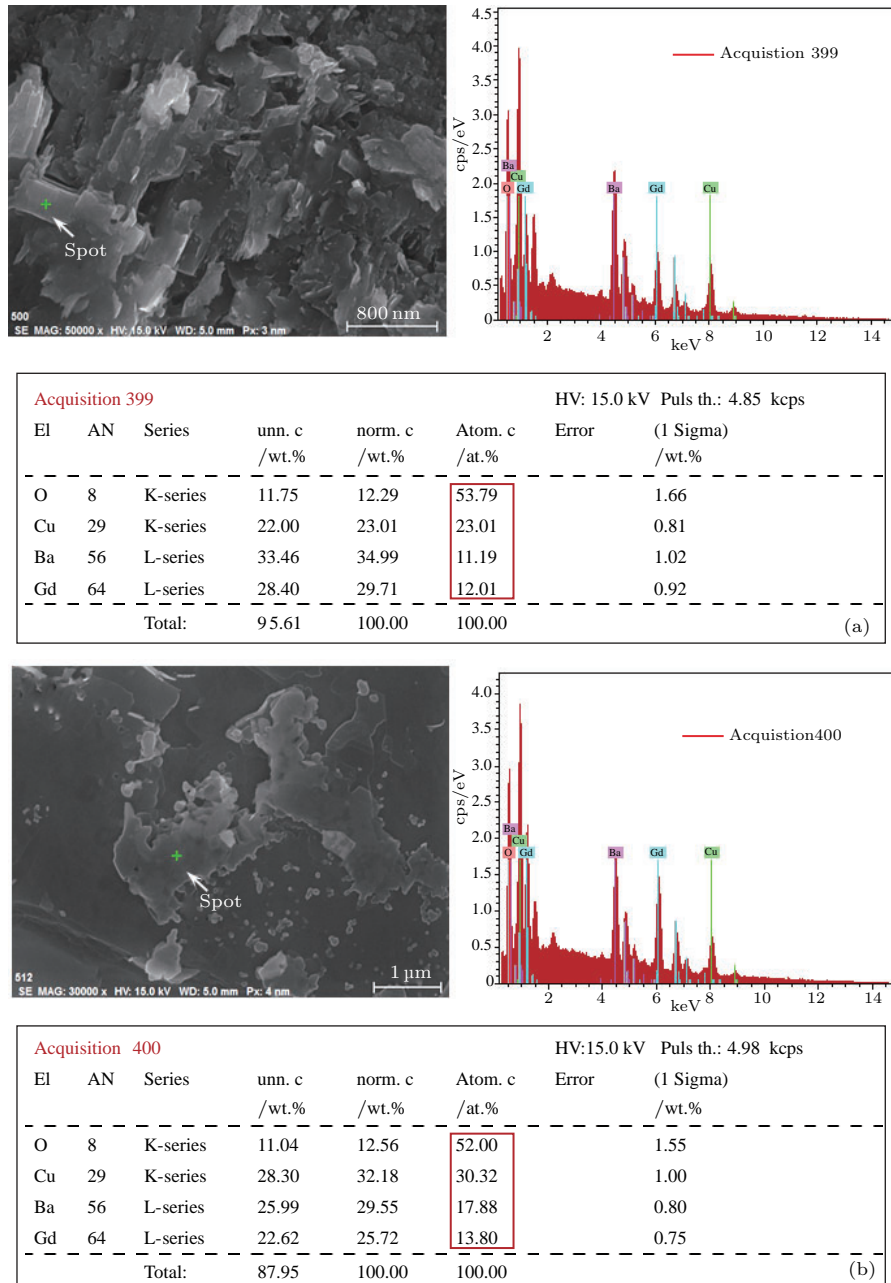 500
SE MAG: 50000 x HV: 15.0 kV WD: 5.0 mm Px: 3 nm
Spot
800 nm
cps/eV
4.5
4.0
3.5
3.0
2.5
2.0
1.5
1.0
0.5
0
Acquistion 399
Ba
Cu
O Gd Ba Gd Cu
2 4 6 8 10 12 14
keV
Acquisition 399 HV: 15.0 kV Puls th.: 4.85 kcps
El AN Series unn. c norm. c Atom. c Error (1 Sigma)
/wt.% /wt.% /at.% /wt.%
O 8 K-series 11.75 12.29 53.79 1.66
Cu 29 K-series 22.00 23.01 23.01 0.81
Ba 56 L-series 33.46 34.99 11.19 1.02
Gd 64 L-series 28.40 29.71 12.01 0.92
Total: 95.61 100.00 100.00
(a)
Spot
512
SE MAG: 30000 x HV: 15.0 kV WD: 5.0 mm Px: 4 nm
1 μm
cps/eV
4.0
3.5
3.0
2.5
2.0
1.5
1.0
0.5
0
Acquistion400
Ba
Cu
O Gd Ba Gd Cu
2 4 6 8 10 12 14
keV
Acquisition 400 HV:15.0 kV Puls th.: 4.98 kcps
El AN Series unn. c norm. c Atom. c Error (1 Sigma)
/wt.% /wt.% /at.% /wt.%
O 8 K-series 11.04 12.56 52.00 1.55
Cu 29 K-series 28.30 32.18 30.32 1.00
Ba 56 L-series 25.99 29.55 17.88 0.80
Gd 64 L-series 22.62 25.72 13.80 0.75
Total: 87.95 100.00 100.00
(b)